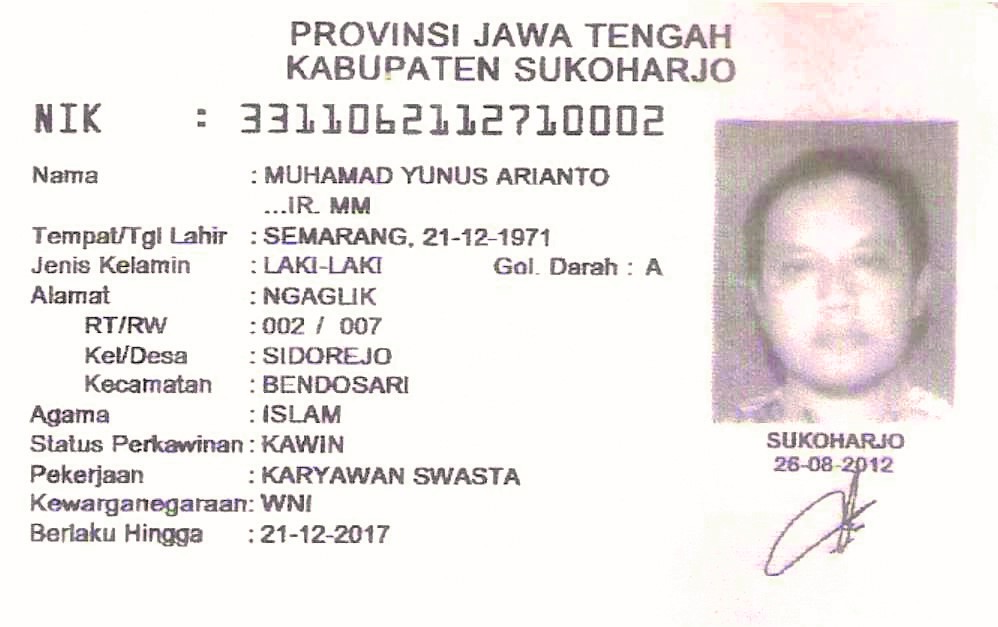 PROVINSI JAWA TENGAH
KABUPATEN SUKOHARJO
NIK : 3311062112710002
Nama : MUHAMAD YUNUS ARIANTO
...IR. MM
Tempat/Tgl Lahir : SEMARANG, 21-12-1971
Jenis Kelamin : LAKI-LAKI Gol. Darah : A
Alamat : NGAGLIK
RT/RW : 002 / 007
Kel/Desa : SIDOREJO
Kecamatan : BENDOSARI
Agama : ISLAM
Status Perkawinan : KAWIN
Pekerjaan : KARYAWAN SWASTA
Kewarganegaraan: WNI
Berlaku Hingga : 21-12-2017
SUKOHARJO
26-08-2012